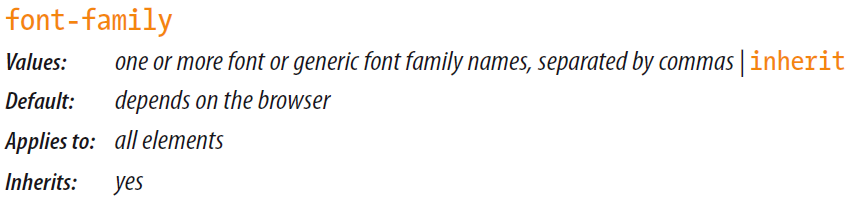 font-family
Values: one or more font or generic font family names, separated by commas | inherit
Default: depends on the browser
Applies to: all elements
Inherits: yes